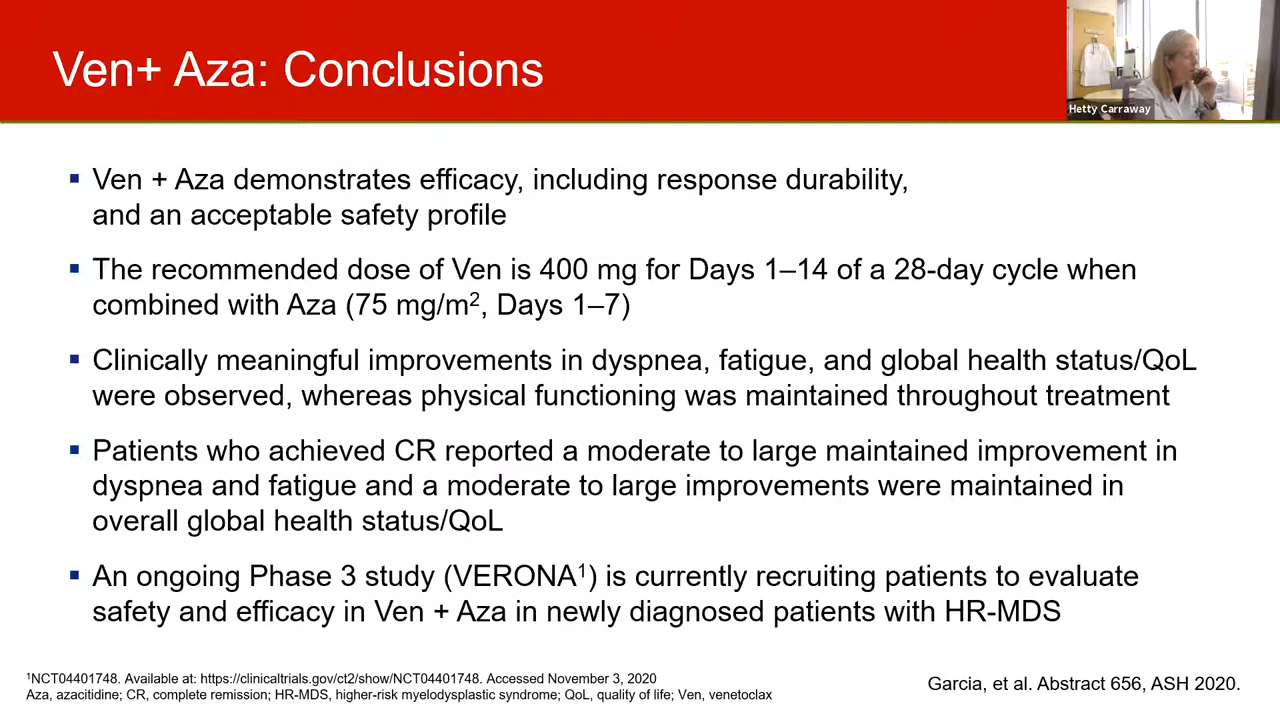 Ven+ Aza: Conclusions
Hetty Carraway
▪ Ven + Aza demonstrates efficacy, including response durability,
and an acceptable safety profile
▪ The recommended dose of Ven is 400 mg for Days 1–14 of a 28-day cycle when
combined with Aza (75 mg/m², Days 1–7)
▪ Clinically meaningful improvements in dyspnea, fatigue, and global health status/QoL
were observed, whereas physical functioning was maintained throughout treatment
▪ Patients who achieved CR reported a moderate to large maintained improvement in
dyspnea and fatigue and a moderate to large improvements were maintained in
overall global health status/QoL
▪ An ongoing Phase 3 study (VERONA¹) is currently recruiting patients to evaluate
safety and efficacy in Ven + Aza in newly diagnosed patients with HR-MDS
¹NCT04401748. Available at: https://clinicaltrials.gov/ct2/show/NCT04401748. Accessed November 3, 2020
Aza, azacitidine; CR, complete remission; HR-MDS, higher-risk myelodysplastic syndrome; QoL, quality of life; Ven, venetoclax
Garcia, et al. Abstract 656, ASH 2020.